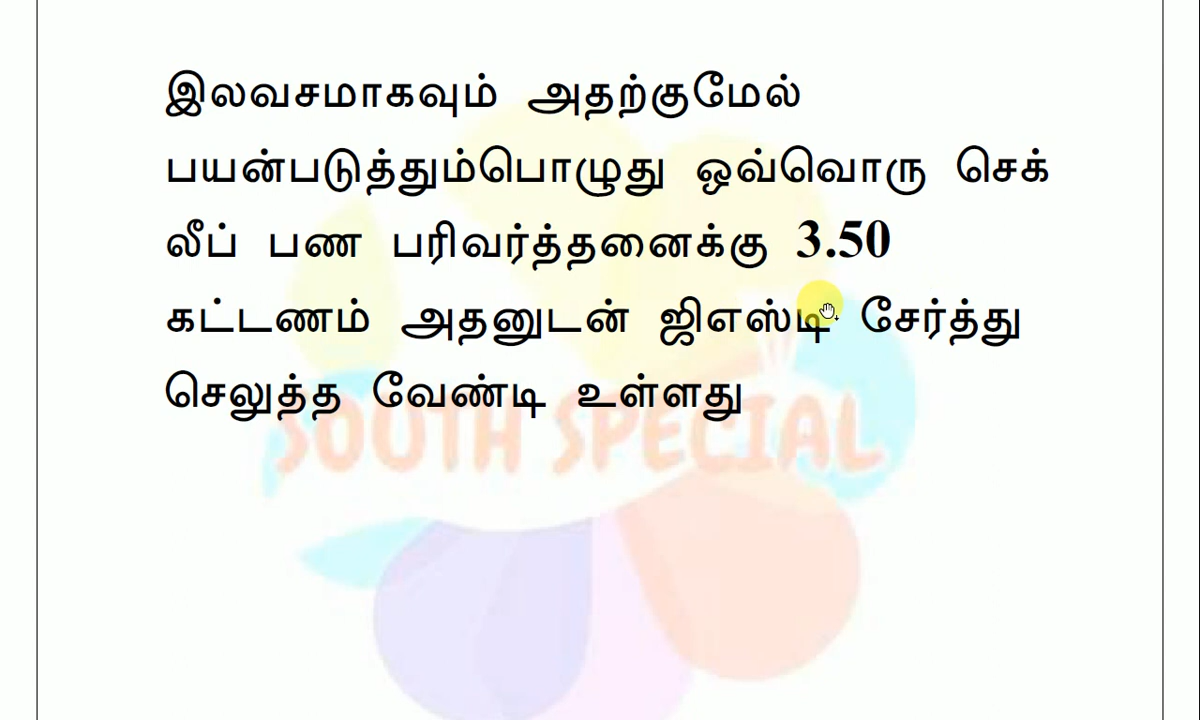 இலவசமாகவும் அதற்குமேல்
பயன்படுத்தும்பொழுது ஒவ்வொரு செக்
லீப் பண பரிவர்த்தனைக்கு 3.50
கட்டணம் அதனுடன் ஜிஎஸ்டி சேர்த்து
செலுத்த வேண்டி உள்ளது
SOUTH SPECIAL